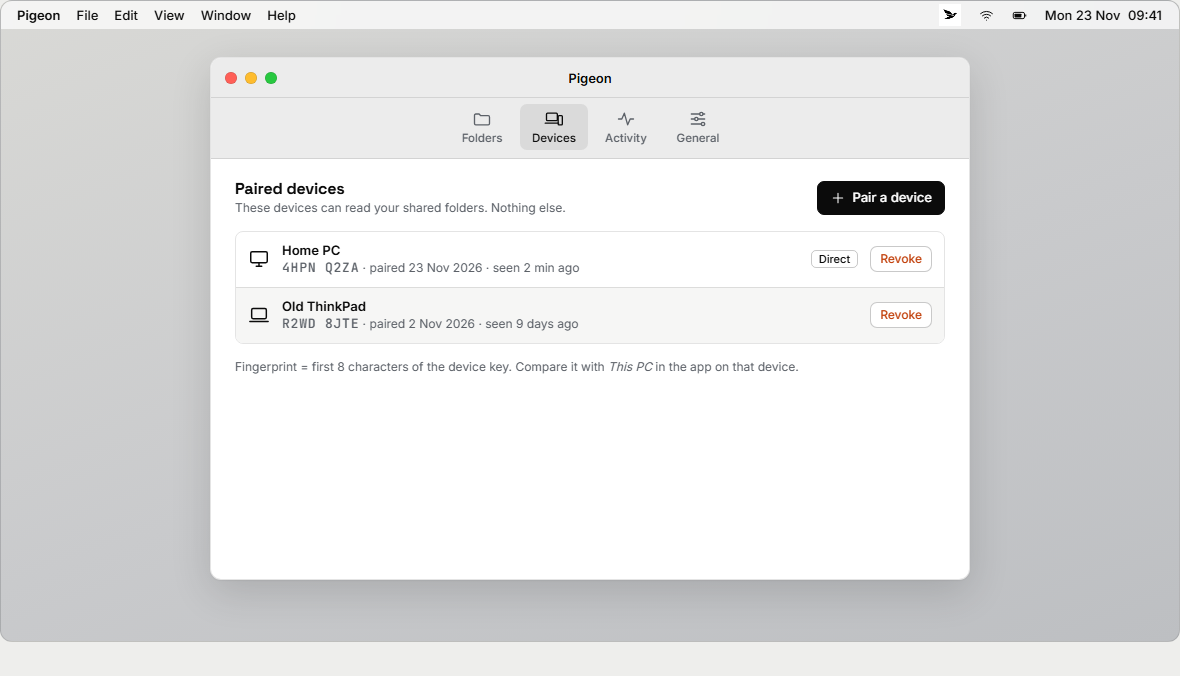 Pigeon File Edit View Window Help Mon 23 Nov 09:41
Pigeon
Folders Devices Activity General
Paired devices
These devices can read your shared folders. Nothing else.
Pair a device
Home PC
4HPN Q2ZA · paired 23 Nov 2026 · seen 2 min ago
Direct
Revoke
Old ThinkPad
R2WD 8JTE · paired 2 Nov 2026 · seen 9 days ago
Revoke
Fingerprint = first 8 characters of the device key. Compare it with This PC in the app on that device.